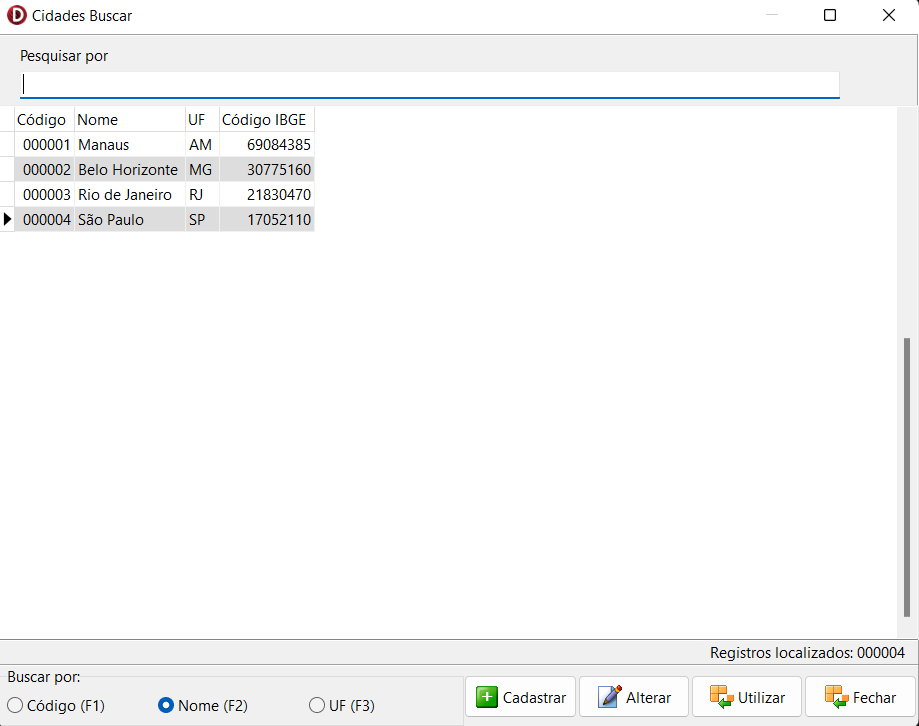 Cidades Buscar
Pesquisar por
Código Nome UF Código IBGE
000001 Manaus AM 69084385
000002 Belo Horizonte MG 30775160
000003 Rio de Janeiro RJ 21830470
000004 São Paulo SP 17052110
Registros localizados: 000004
Buscar por:
Código (F1) Nome (F2) UF (F3) Cadastrar Alterar Utilizar Fechar